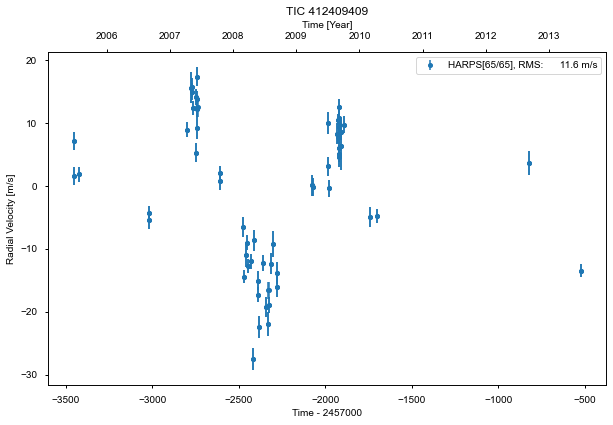 TIC 412409409
Time [Year]
2006 2007 2008 2009 2010 2011 2012 2013
HARPS[65/65], RMS: 11.6 m/s
20
10
0
−10
−20
−30
Radial Velocity [m/s]
−3500 −3000 −2500 −2000 −1500 −1000 −500
Time - 2457000